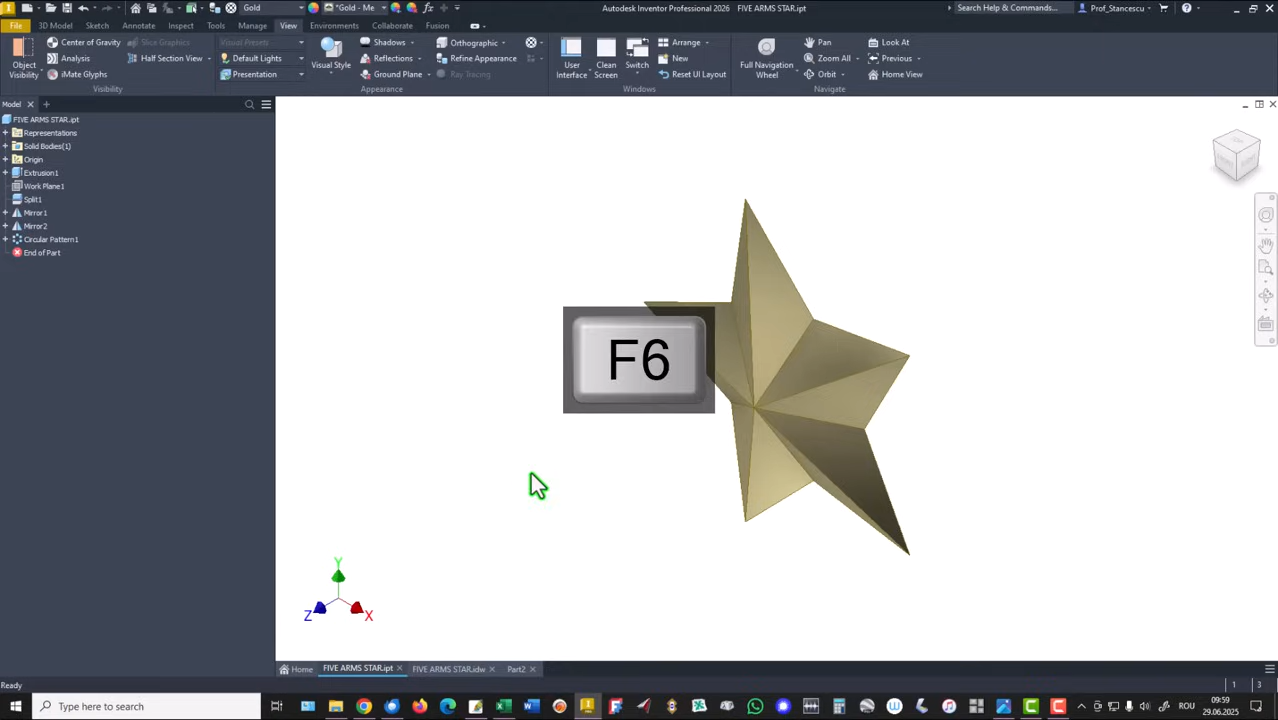 Gold
*Gold - Me
Autodesk Inventor Professional 2026 FIVE ARMS STAR.ipt
Search Help & Commands...
Prof_Stancescu
File
3D Model
Sketch
Annotate
Inspect
Tools
Manage
View
Environments
Collaborate
Fusion
Object
Visibility
Center of Gravity
Analysis
iMate Glyphs
Slice Graphics
Half Section View
Visibility
Visual Presets
Default Lights
Presentation
Visual Style
Shadows
Reflections
Ground Plane
Orthographic
Refine Appearance
Ray Tracing
Appearance
User
Interface
Clean
Screen
Switch
Arrange
New
Reset UI Layout
Windows
Full Navigation
Wheel
Pan
Zoom All
Orbit
Look At
Previous
Home View
Navigate
Model
FIVE ARMS STAR.ipt
Representations
Solid Bodies(1)
Origin
Extrusion1
Work Plane1
Split1
Mirror1
Mirror2
Circular Pattern1
End of Part
F6
Y
Z
X
Home
FIVE ARMS STAR.ipt
FIVE ARMS STAR.idw
Part2
Ready
1
3
Type here to search
ROU
09:59
29.06.2025